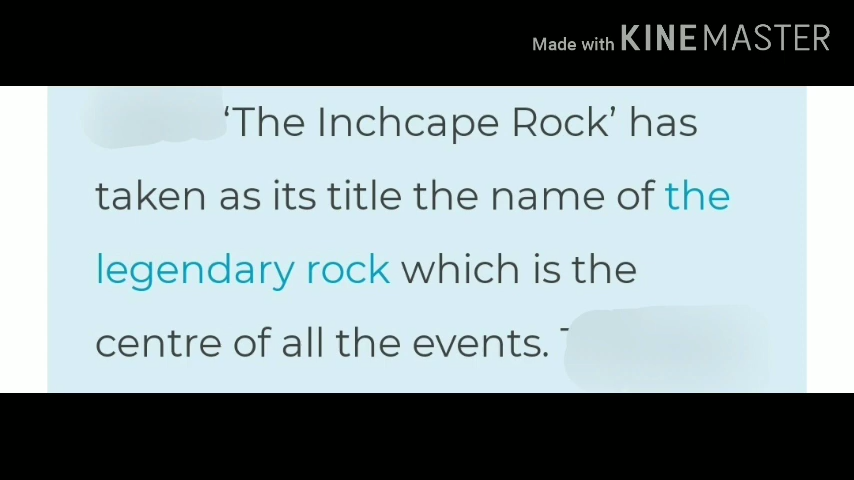 Made with KINEMASTER
‘The Inchcape Rock’ has
taken as its title the name of the
legendary rock which is the
centre of all the events.